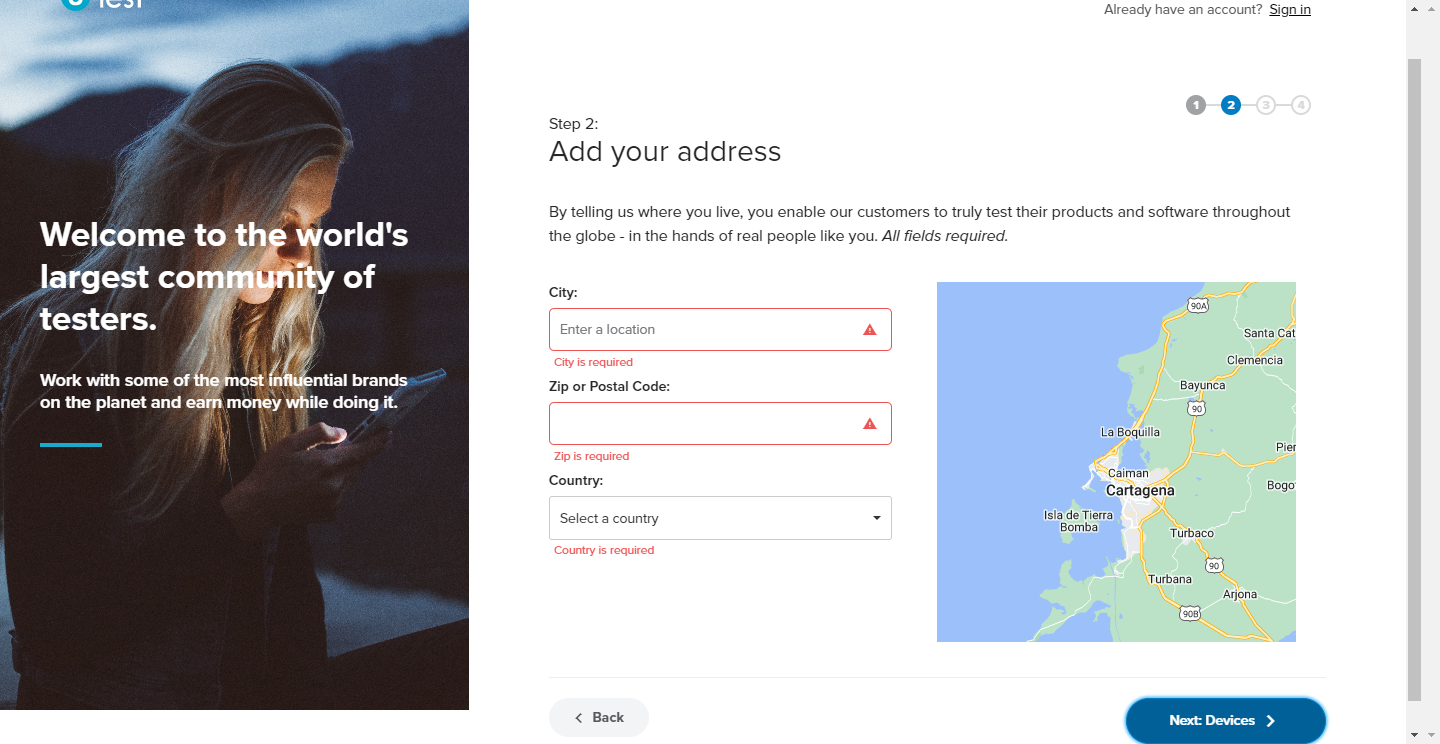 Test
Already have an account? Sign in
1 2 3 4
Step 2:
Add your address
By telling us where you live, you enable our customers to truly test their products and software throughout
the globe - in the hands of real people like you. All fields required.
Welcome to the world's
largest community of
testers.
Work with some of the most influential brands
on the planet and earn money while doing it.
City:
Enter a location
City is required
Zip or Postal Code:
Zip is required
Country:
Select a country
Country is required
90A
Santa Cat
Clemencia
Bayunca
90
La Boquilla
Pier
Caiman
Cartagena
Bogo
Isla de Tierra
Bomba
Turbaco
90
Turbana
Arjona
90B
Back
Next: Devices